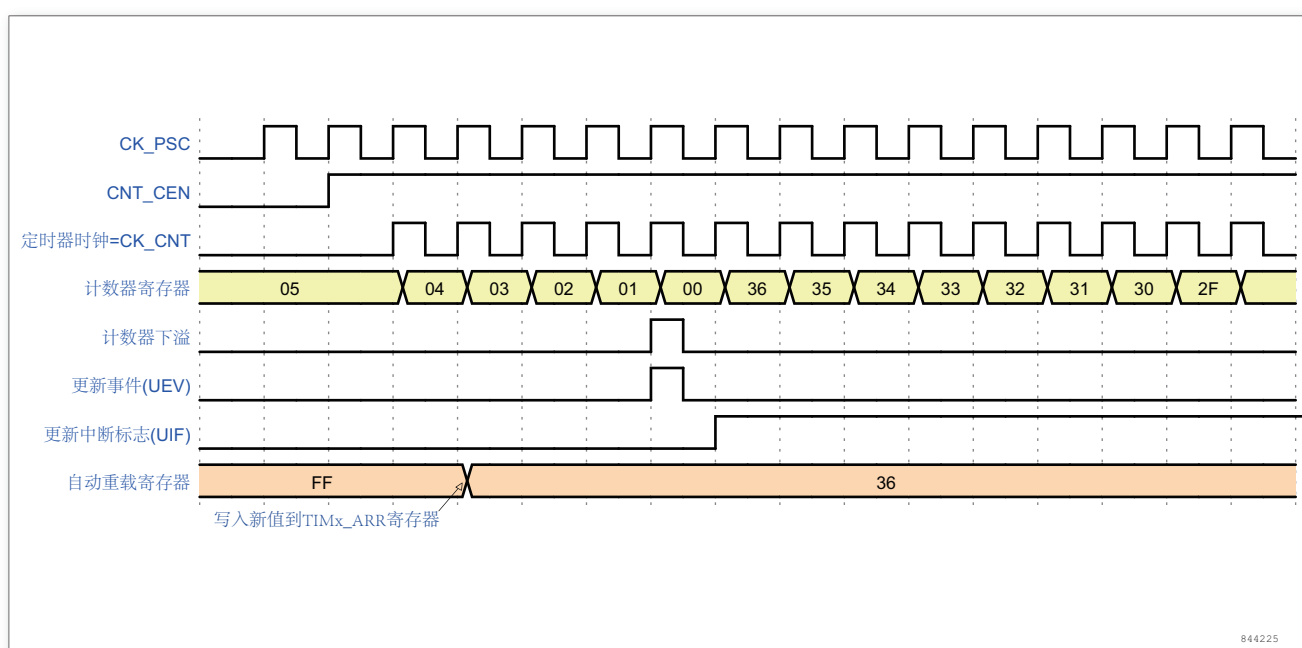 CK_PSC
CNT_CEN
定时器时钟=CK_CNT
计数器寄存器 05 04 03 02 01 00 36 35 34 33 32 31 30 2F
计数器下溢
更新事件(UEV)
更新中断标志(UIF)
自动重载寄存器 FF 36
写入新值到TIMx_ARR寄存器
844225